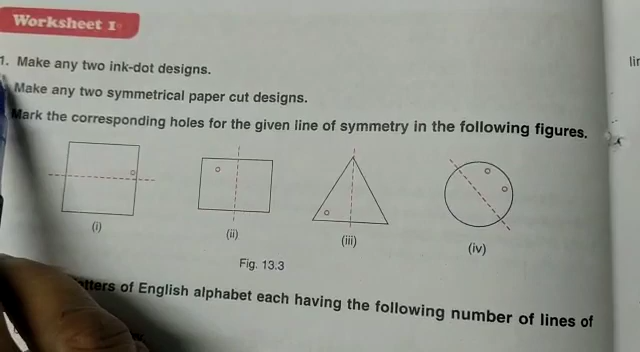 Worksheet 1
1. Make any two ink-dot designs.
Make any two symmetrical paper cut designs.
Mark the corresponding holes for the given line of symmetry in the following figures.
(i)
(ii)
(iii)
(iv)
Fig. 13.3
of English alphabet each having the following number of lines of